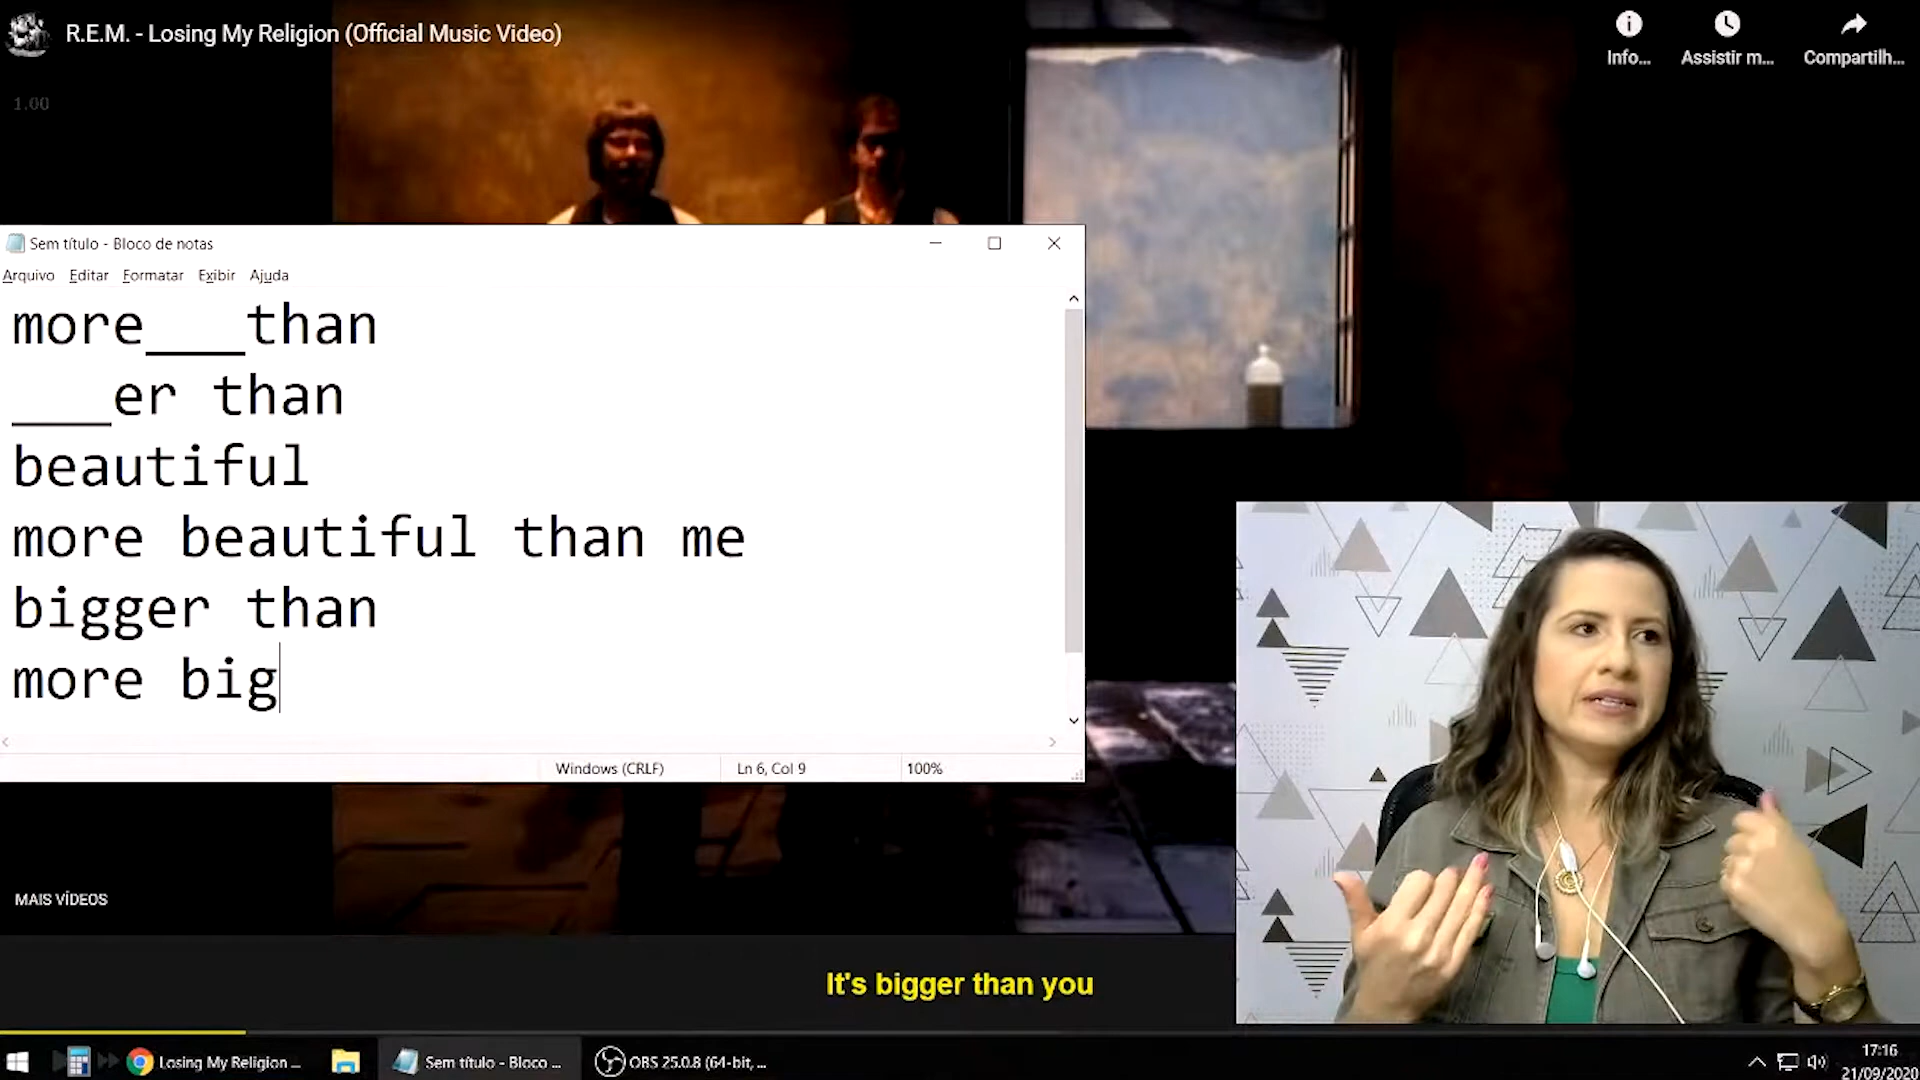 R.E.M. - Losing My Religion (Official Music Video)
Info...
Assistir m...
Compartilh...
1.00
Sem título - Bloco de notas
Arquivo Editar Formatar Exibir Ajuda
more___than
___er than
beautiful
more beautiful than me
bigger than
more big
Windows (CRLF)
Ln 6, Col 9
100%
MAIS VÍDEOS
It's bigger than you
Losing My Religion ...
Sem título - Bloco ...
OBS 25.0.8 (64-bit, ...
17:16
21/09/2020